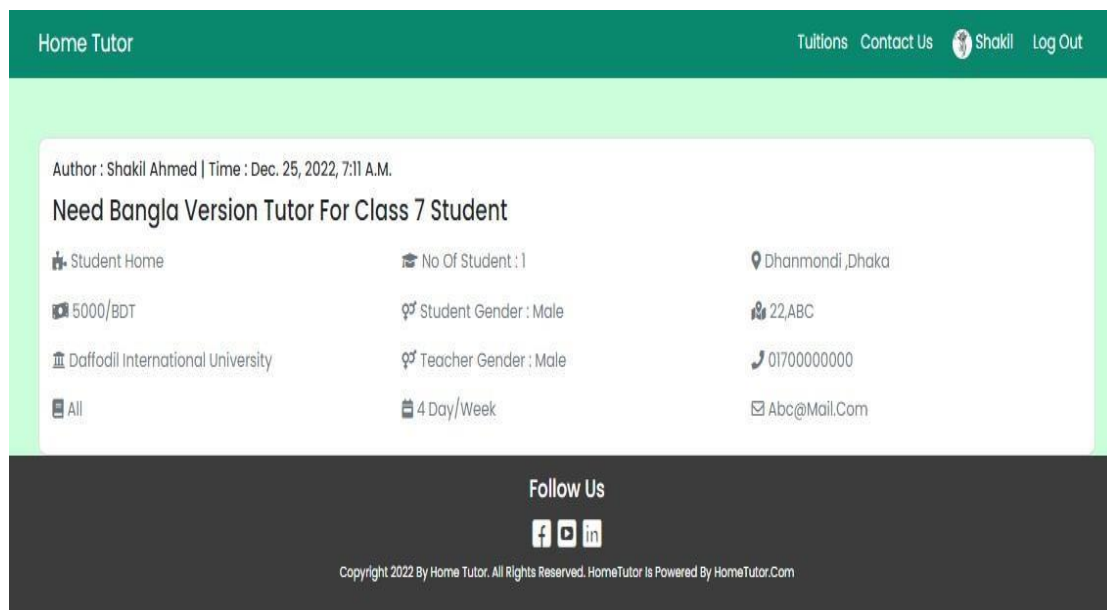 Home Tutor Tuitions Contact Us Shakil Log Out
Author : Shakil Ahmed | Time : Dec. 25, 2022, 7:11 A.M.
Need Bangla Version Tutor For Class 7 Student
Student Home No Of Student : 1 Dhanmondi ,Dhaka
5000/BDT Student Gender : Male 22,ABC
Daffodil International University Teacher Gender : Male 01700000000
All 4 Day/Week Abc@Mail.Com
Follow Us
Copyright 2022 By Home Tutor. All Rights Reserved. HomeTutor Is Powered By HomeTutor.Com